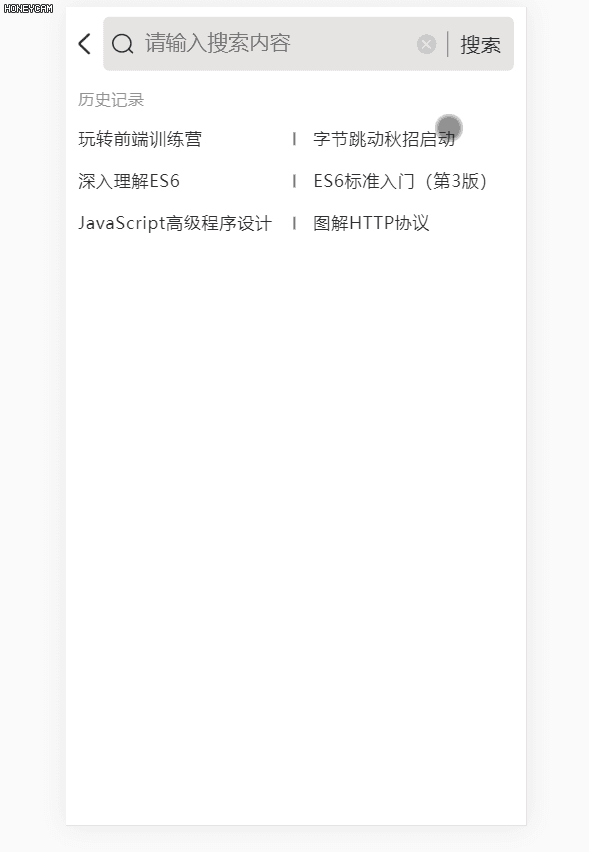 HONEYCAM
请输入搜索内容 搜索
历史记录
玩转前端训练营 字节跳动秋招启动
深入理解ES6 ES6标准入门（第3版）
JavaScript高级程序设计 图解HTTP协议